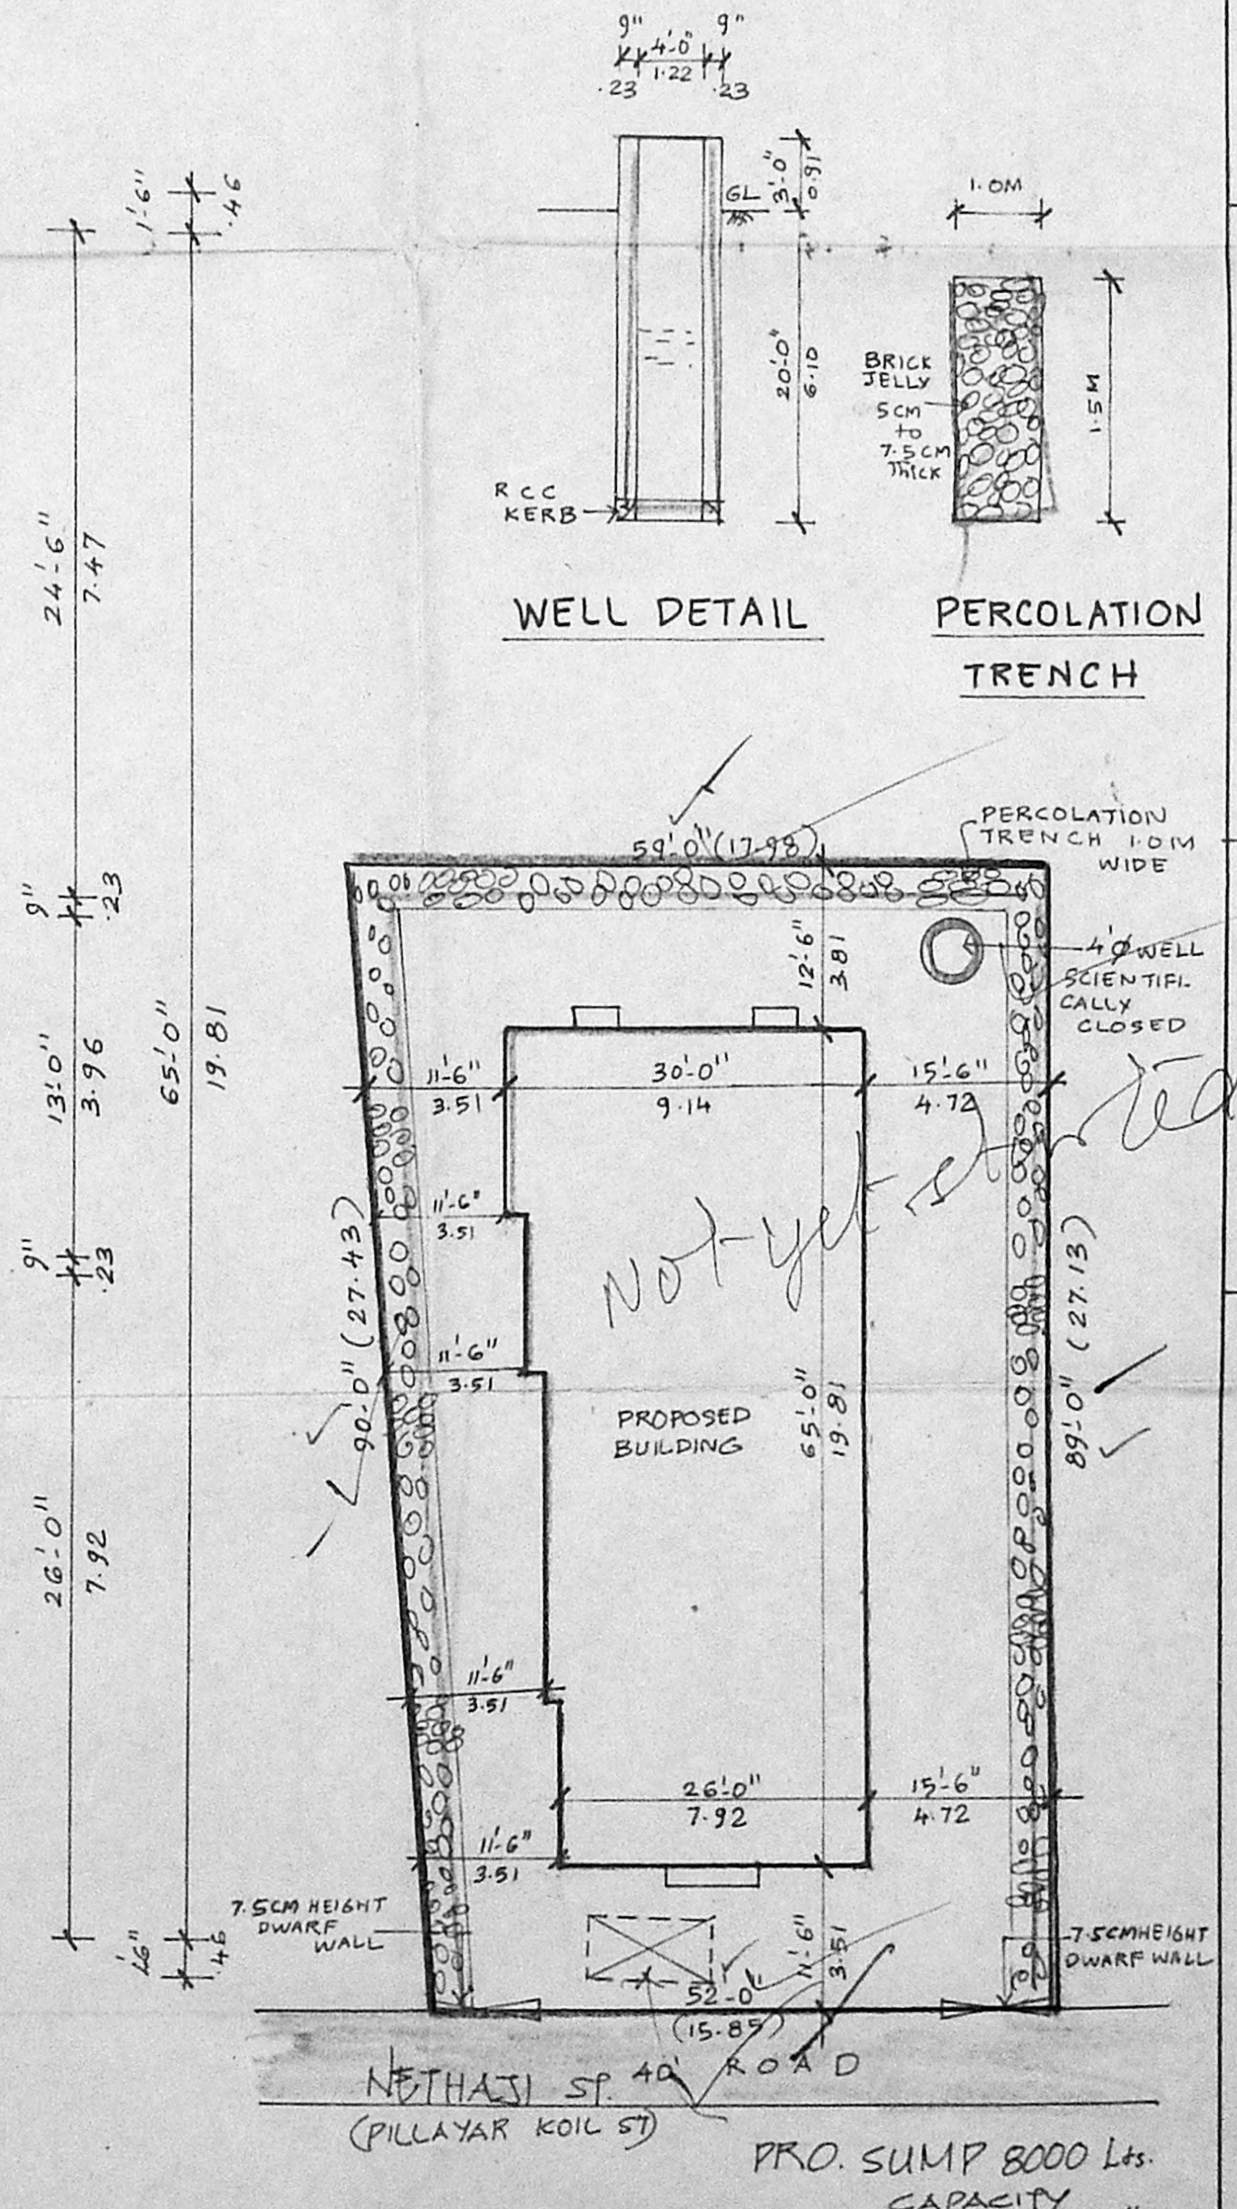 9" 4'-0" 9"
.23 1.22 .23
3'-0"
0.91
GL
1.0M
1'-6"
.46
20'-0"
6.10
BRICK
JELLY
5CM
to
7.5CM
Thick
1.5M
RCC
KERB
24'-6"
7.47
WELL DETAIL
PERCOLATION
TRENCH
59'-0" (17.98)
PERCOLATION
TRENCH 1.0M
WIDE
9"
.23
12'-6"
3.81
4'Ø WELL
SCIENTIFI-
CALLY
CLOSED
13'-0"
3.96
65'-0"
19.81
11'-6" 30'-0" 15'-6"
3.51 9.14 4.72
Not yet started
11'-6"
3.51
9"
.23
90'-0" (27.43)
89'-0" (27.13)
11'-6"
3.51
PROPOSED
BUILDING
65'-0"
19.81
26'-0"
7.92
11'-6"
3.51
26'-0" 15'-6"
7.92 4.72
11'-6"
3.51
7.5CM HEIGHT
DWARF
WALL
1'6"
.46
11'-6"
3.51
7.5CM HEIGHT
DWARF WALL
52'-0"
(15.85)
NETHAJI ST. 40' ROAD
(PILLAYAR KOIL ST)
PRO. SUMP 8000 Lts.
CAPACITY